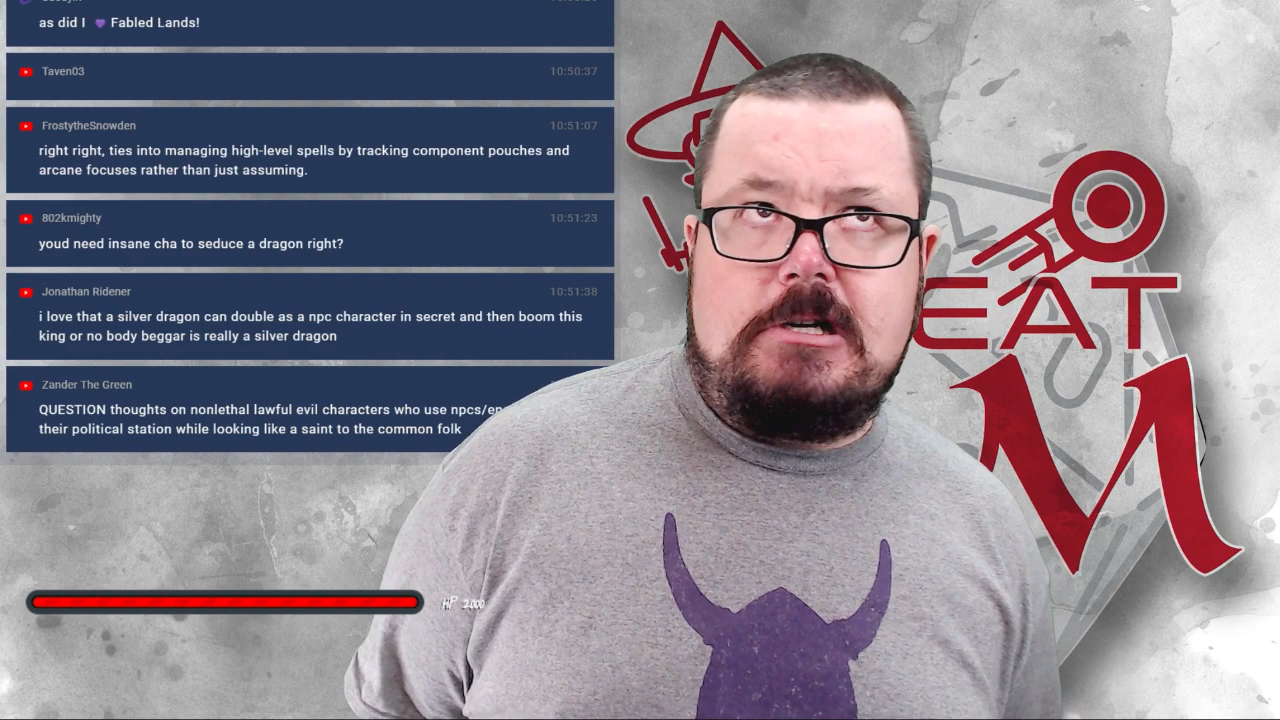 as did I 💜 Fabled Lands!
Taven03 10:50:37
FrostytheSnowden 10:51:07
right right, ties into managing high-level spells by tracking component pouches and
arcane focuses rather than just assuming.
802kmighty 10:51:23
youd need insane cha to seduce a dragon right?
Jonathan Ridener 10:51:38
i love that a silver dragon can double as a npc character in secret and then boom this
king or no body beggar is really a silver dragon
Zander The Green
QUESTION thoughts on nonlethal lawful evil characters who use
their political station while looking like a saint to the common folk
HP 2000
EAT
M